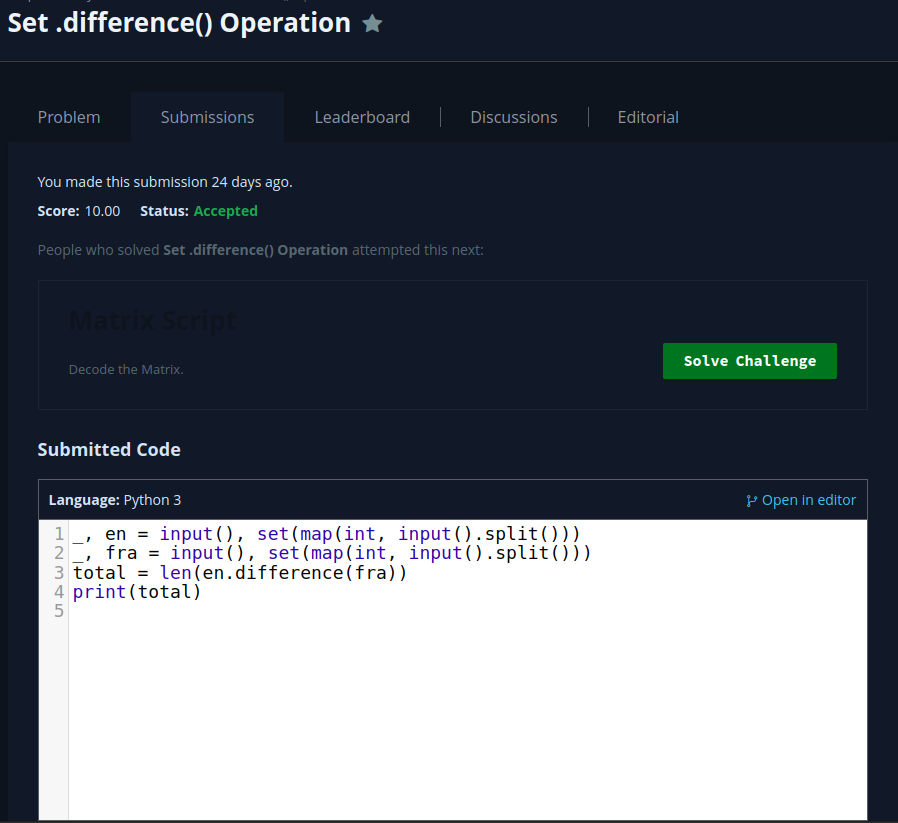 Set .difference() Operation
Problem
Submissions
Leaderboard
Discussions
Editorial
You made this submission 24 days ago.
Score: 10.00 Status: Accepted
People who solved Set .difference() Operation attempted this next:
Matrix Script
Decode the Matrix.
Solve Challenge
Submitted Code
Language: Python 3
Open in editor
1 _, en = input(), set(map(int, input().split()))
2 _, fra = input(), set(map(int, input().split()))
3 total = len(en.difference(fra))
4 print(total)
5